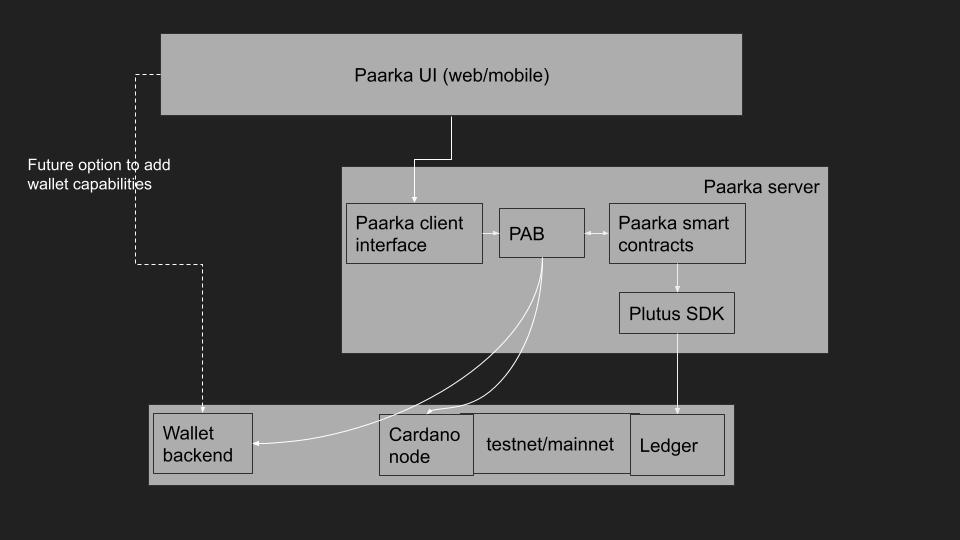 Paarka UI (web/mobile)
Future option to add
wallet capabilities
Paarka server
Paarka client
interface
PAB
Paarka smart
contracts
Plutus SDK
Wallet
backend
Cardano
node
testnet/mainnet
Ledger